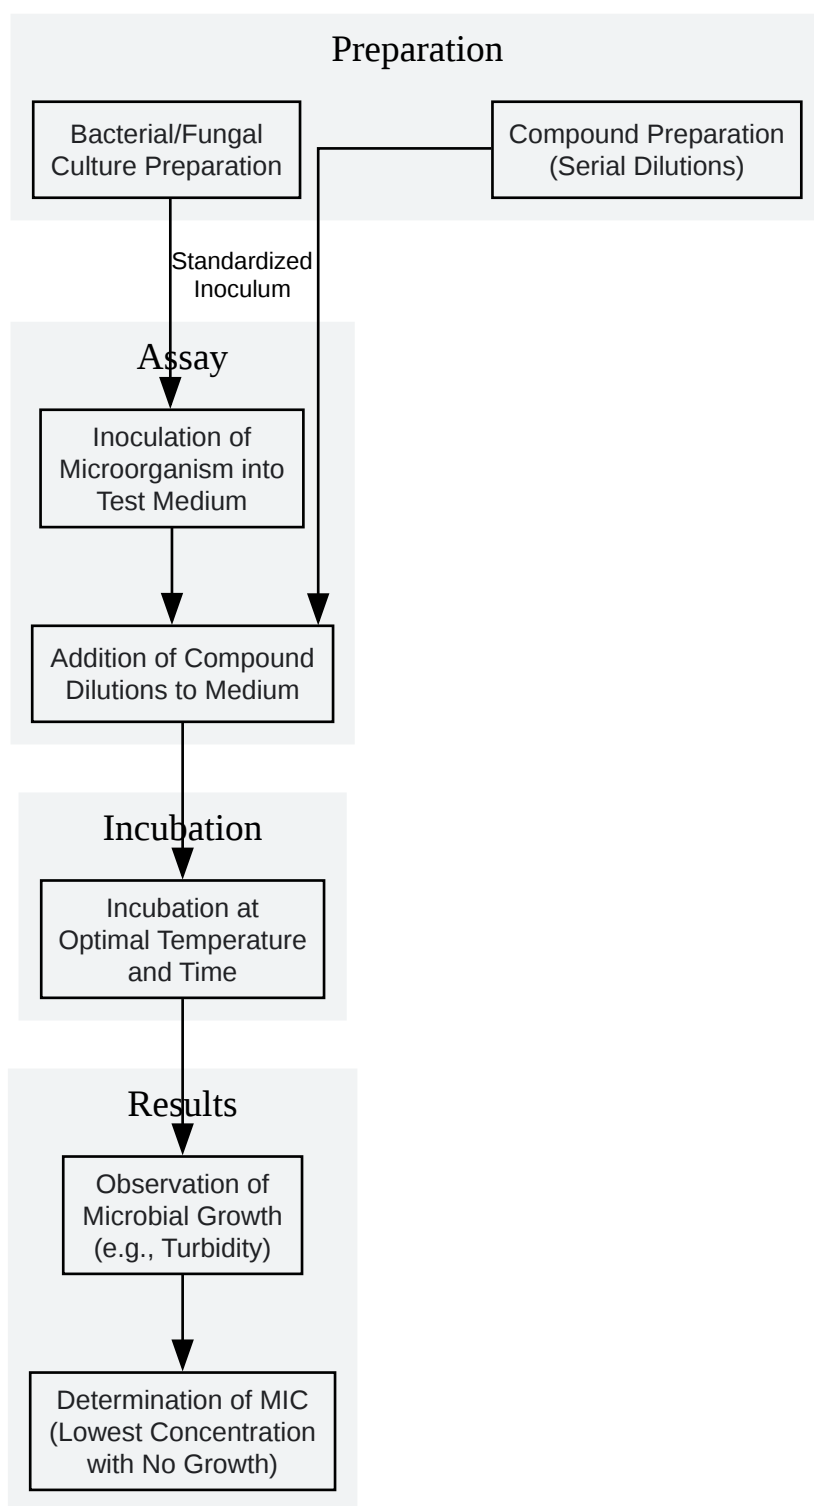 Preparation
Bacterial/Fungal
Culture Preparation
Compound Preparation
(Serial Dilutions)
Standardized
Inoculum
Assay
Inoculation of
Microorganism into
Test Medium
Addition of Compound
Dilutions to Medium
Incubation
Incubation at
Optimal Temperature
and Time
Results
Observation of
Microbial Growth
(e.g., Turbidity)
Determination of MIC
(Lowest Concentration
with No Growth)